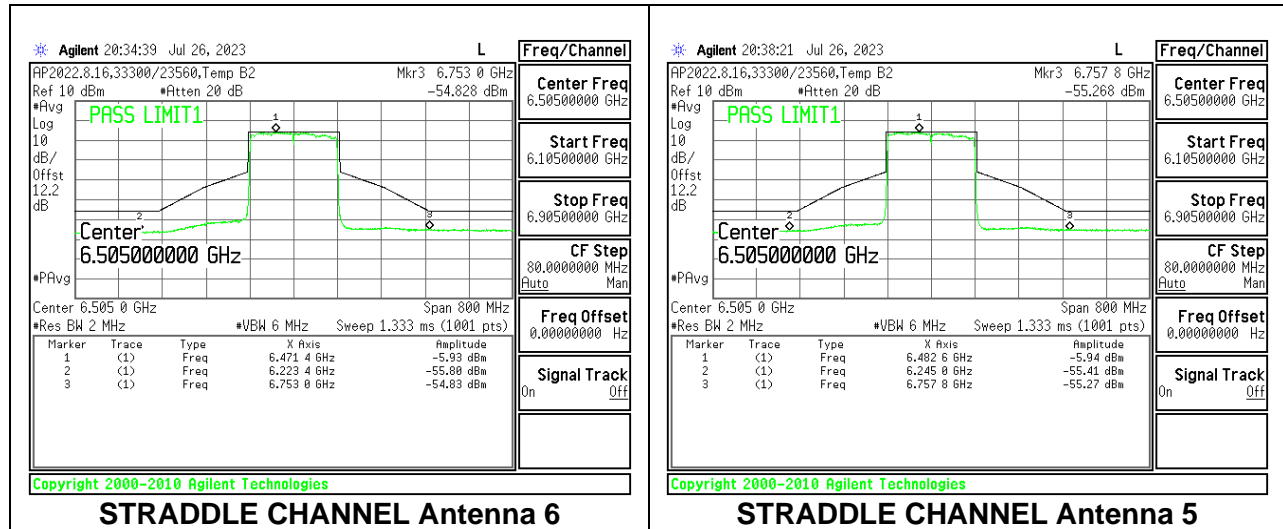 Agilent 20:34:39 Jul 26, 2023 L
AP2022.8.16,33300/23560,Temp B2 Mkr3 6.753 0 GHz
Ref 10 dBm #Atten 20 dB -54.828 dBm
#Avg
Log
10
dB/
Offst
12.2
dB
#PAvg
PASS LIMIT1
1
2
3
Center
6.505000000 GHz
Center 6.505 0 GHz Span 800 MHz
#Res BW 2 MHz #VBW 6 MHz Sweep 1.333 ms (1001 pts)
Marker Trace Type X Axis Amplitude
1 (1) Freq 6.471 4 GHz -5.93 dBm
2 (1) Freq 6.223 4 GHz -55.80 dBm
3 (1) Freq 6.753 0 GHz -54.83 dBm
Freq/Channel
Center Freq
6.50500000 GHz
Start Freq
6.10500000 GHz
Stop Freq
6.90500000 GHz
CF Step
80.0000000 MHz
Auto Man
Freq Offset
0.00000000 Hz
Signal Track
On Off
Copyright 2000-2010 Agilent Technologies
STRADDLE CHANNEL Antenna 6
Agilent 20:38:21 Jul 26, 2023 L
AP2022.8.16,33300/23560,Temp B2 Mkr3 6.757 8 GHz
Ref 10 dBm #Atten 20 dB -55.268 dBm
#Avg
Log
10
dB/
Offst
12.2
dB
#PAvg
PASS LIMIT1
1
2
3
Center
6.505000000 GHz
Center 6.505 0 GHz Span 800 MHz
#Res BW 2 MHz #VBW 6 MHz Sweep 1.333 ms (1001 pts)
Marker Trace Type X Axis Amplitude
1 (1) Freq 6.482 6 GHz -5.94 dBm
2 (1) Freq 6.245 0 GHz -55.41 dBm
3 (1) Freq 6.757 8 GHz -55.27 dBm
Freq/Channel
Center Freq
6.50500000 GHz
Start Freq
6.10500000 GHz
Stop Freq
6.90500000 GHz
CF Step
80.0000000 MHz
Auto Man
Freq Offset
0.00000000 Hz
Signal Track
On Off
Copyright 2000-2010 Agilent Technologies
STRADDLE CHANNEL Antenna 5